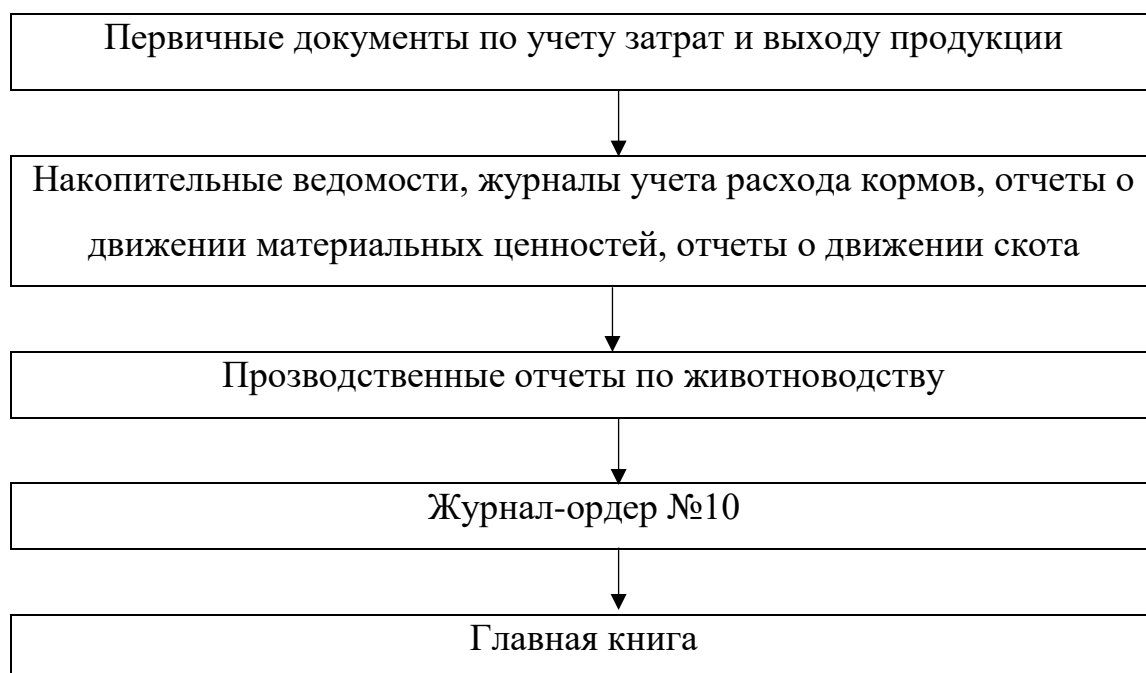 Первичные документы по учету затрат и выходу продукции
Накопительные ведомости, журналы учета расхода кормов, отчеты о
движении материальных ценностей, отчеты о движении скота
Прозводственные отчеты по животноводству
Журнал-ордер №10
Главная книга